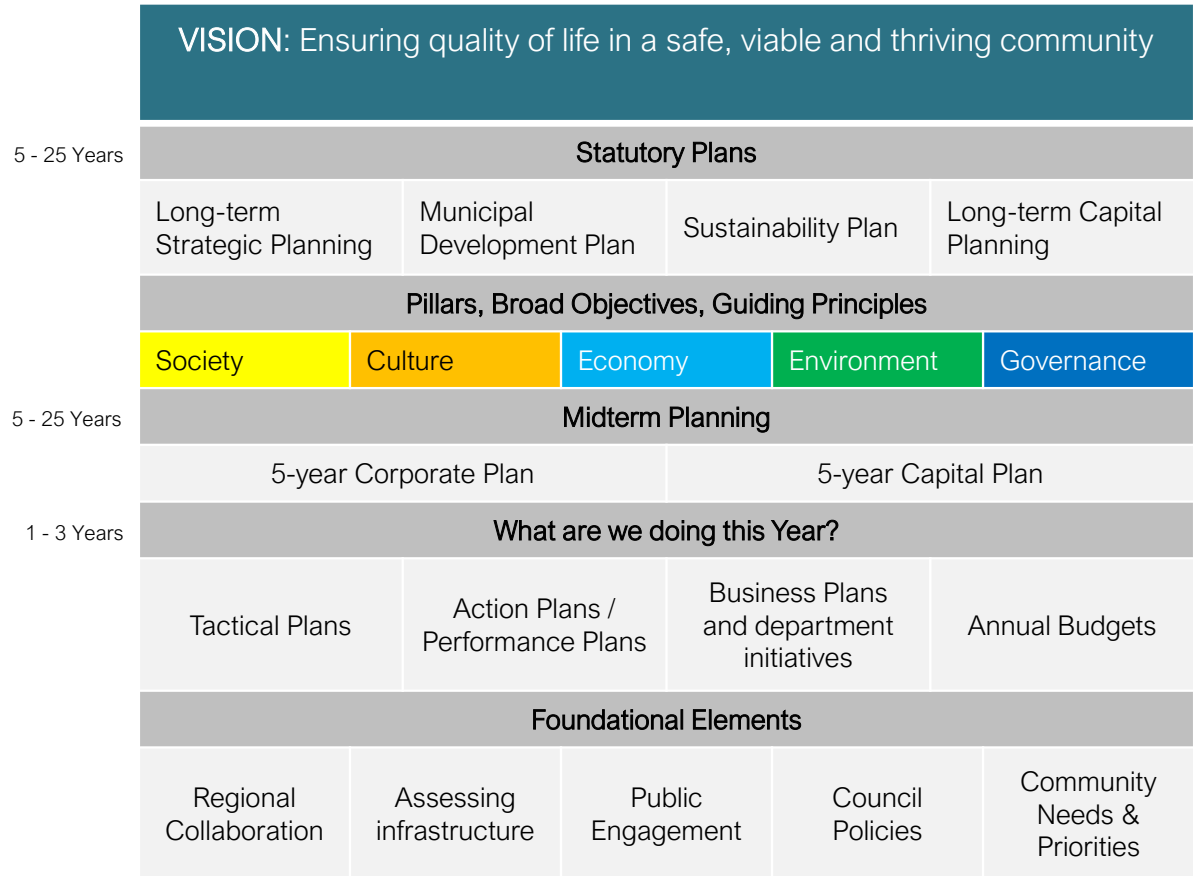 VISION: Ensuring quality of life in a safe, viable and thriving community
5 - 25 Years
Statutory Plans
Long-term
Strategic Planning
Municipal
Development Plan
Sustainability Plan
Long-term Capital
Planning
Pillars, Broad Objectives, Guiding Principles
Society
Culture
Economy
Environment
Governance
5 - 25 Years
Midterm Planning
5-year Corporate Plan
5-year Capital Plan
1 - 3 Years
What are we doing this Year?
Tactical Plans
Action Plans /
Performance Plans
Business Plans
and department
initiatives
Annual Budgets
Foundational Elements
Regional
Collaboration
Assessing
infrastructure
Public
Engagement
Council
Policies
Community
Needs &
Priorities